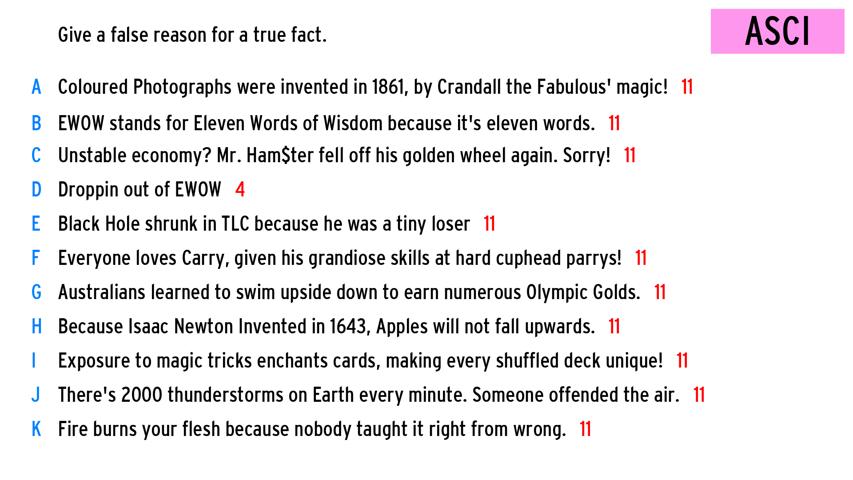 Give a false reason for a true fact.
ASCI
A Coloured Photographs were invented in 1861, by Crandall the Fabulous' magic! 11
B EWOW stands for Eleven Words of Wisdom because it's eleven words. 11
C Unstable economy? Mr. Ham$ter fell off his golden wheel again. Sorry! 11
D Droppin out of EWOW 4
E Black Hole shrunk in TLC because he was a tiny loser 11
F Everyone loves Carry, given his grandiose skills at hard cuphead parrys! 11
G Australians learned to swim upside down to earn numerous Olympic Golds. 11
H Because Isaac Newton Invented in 1643, Apples will not fall upwards. 11
I Exposure to magic tricks enchants cards, making every shuffled deck unique! 11
J There's 2000 thunderstorms on Earth every minute. Someone offended the air. 11
K Fire burns your flesh because nobody taught it right from wrong. 11